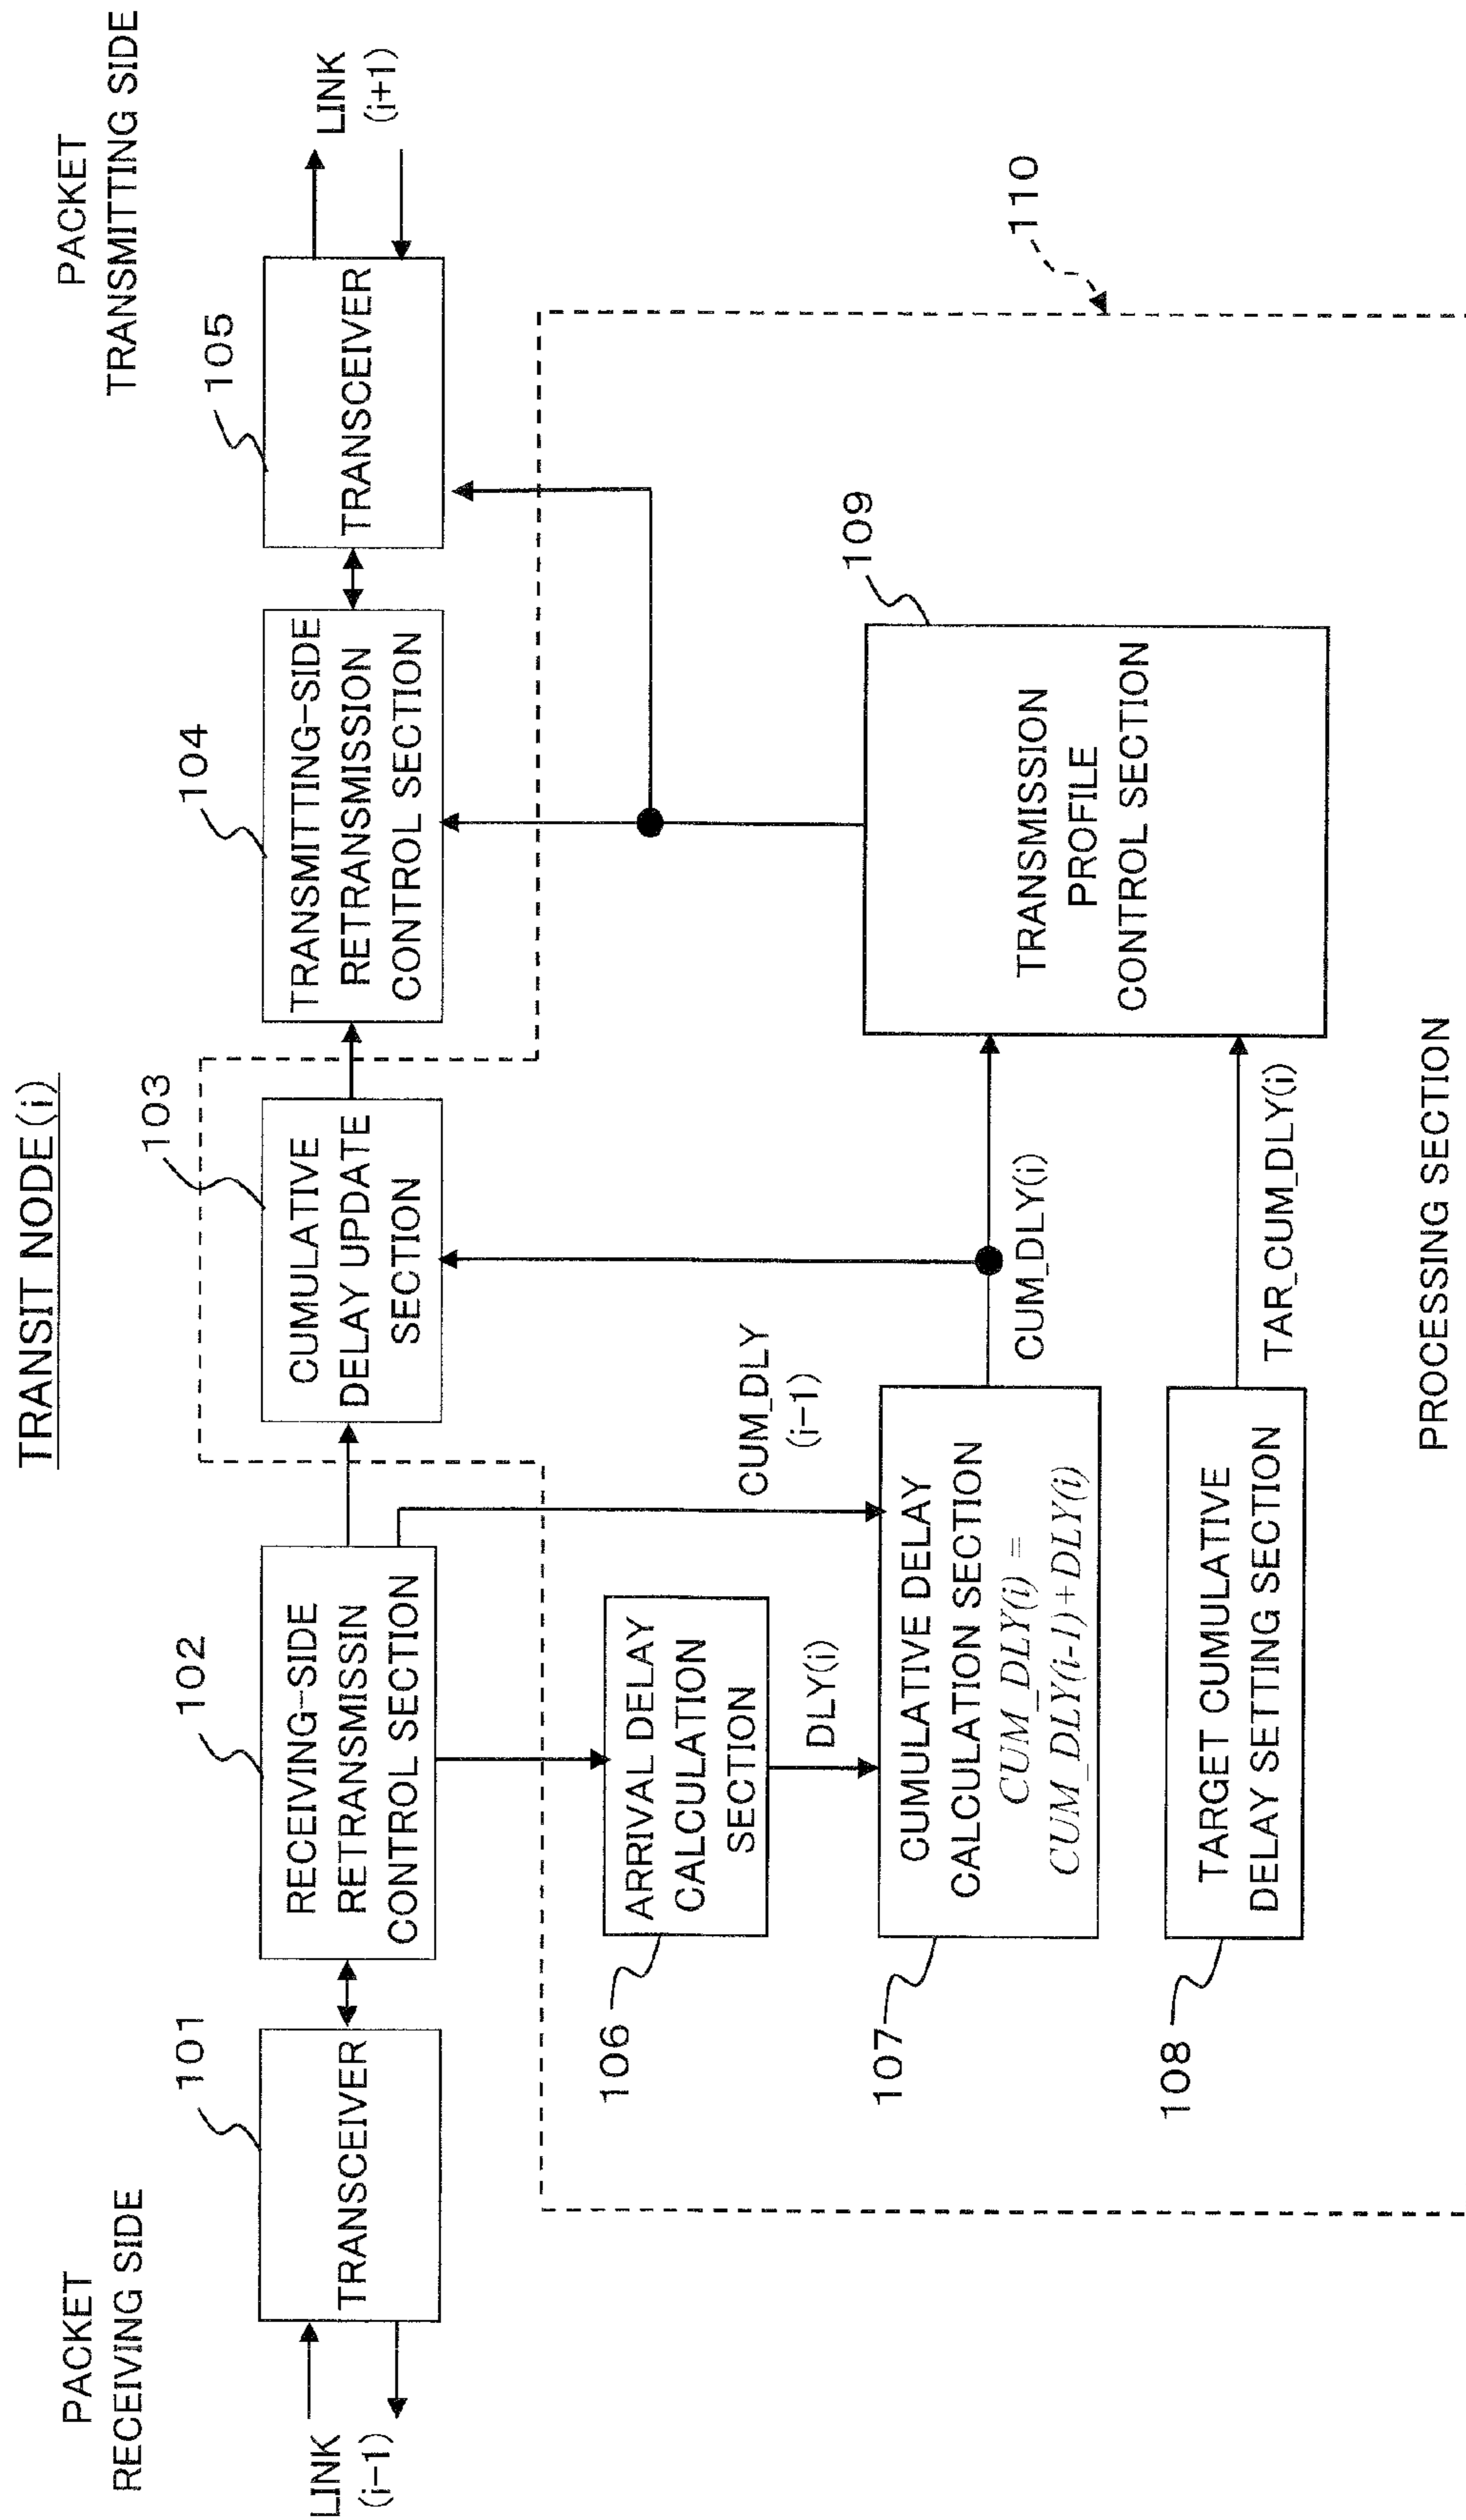 TRANSIT NODE(i)
PACKET
RECEIVING SIDE
PACKET
TRANSMITTING SIDE
LINK
(i−1)
101
TRANSCEIVER
102
RECEIVING-SIDE
RETRANSMISSIN
CONTROL SECTION
103
CUMULATIVE
DELAY UPDATE
SECTION
104
TRANSMITTING-SIDE
RETRANSMISSION
CONTROL SECTION
105
TRANSCEIVER
LINK
(i+1)
106
ARRIVAL DELAY
CALCULATION
SECTION
DLY(i)
CUM_DLY
(i−1)
107
CUMULATIVE DELAY
CALCULATION SECTION
CUM_DLY(i) =
CUM_DLY(i-1)+DLY(i)
CUM_DLY(i)
108
TARGET CUMULATIVE
DELAY SETTING SECTION
TAR_CUM_DLY(i)
109
TRANSMISSION
PROFILE
CONTROL SECTION
110
PROCESSING SECTION